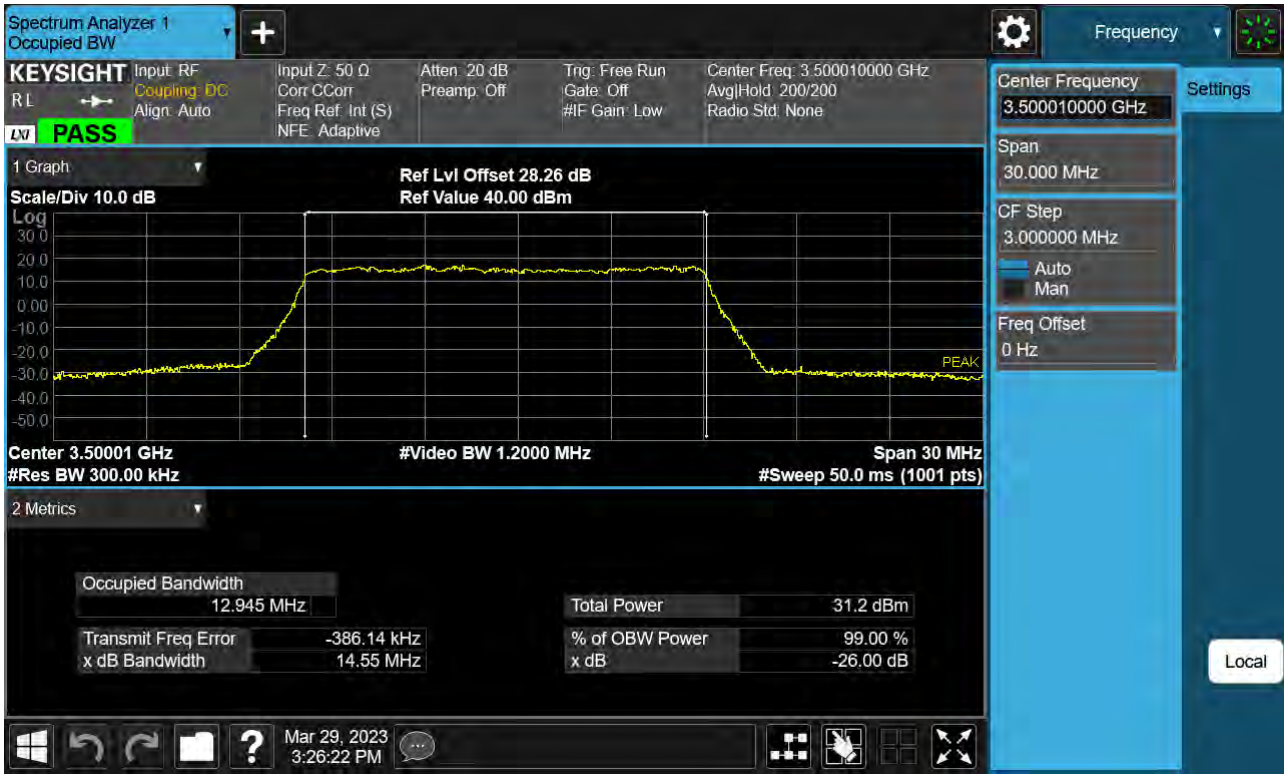 Spectrum Analyzer 1
Occupied BW
Frequency
KEYSIGHT
RL
LXI
PASS
Input: RF
Coupling: DC
Align: Auto
Input Z: 50 Ω
Corr CCorr
Freq Ref: Int (S)
NFE: Adaptive
Atten: 20 dB
Preamp: Off
Trig: Free Run
Gate: Off
#IF Gain: Low
Center Freq: 3.500010000 GHz
Avg|Hold: 200/200
Radio Std: None
1 Graph
Scale/Div 10.0 dB
Ref Lvl Offset 28.26 dB
Ref Value 40.00 dBm
Log
30.0
20.0
10.0
0.00
-10.0
-20.0
-30.0
-40.0
-50.0
PEAK
Center 3.50001 GHz
#Video BW 1.2000 MHz
Span 30 MHz
#Res BW 300.00 kHz
#Sweep 50.0 ms (1001 pts)
2 Metrics
Occupied Bandwidth
12.945 MHz
Total Power 31.2 dBm
Transmit Freq Error -386.14 kHz
% of OBW Power 99.00 %
x dB Bandwidth 14.55 MHz
x dB -26.00 dB
Mar 29, 2023
3:26:22 PM
Center Frequency
3.500010000 GHz
Settings
Span
30.000 MHz
CF Step
3.000000 MHz
Auto
Man
Freq Offset
0 Hz
Local